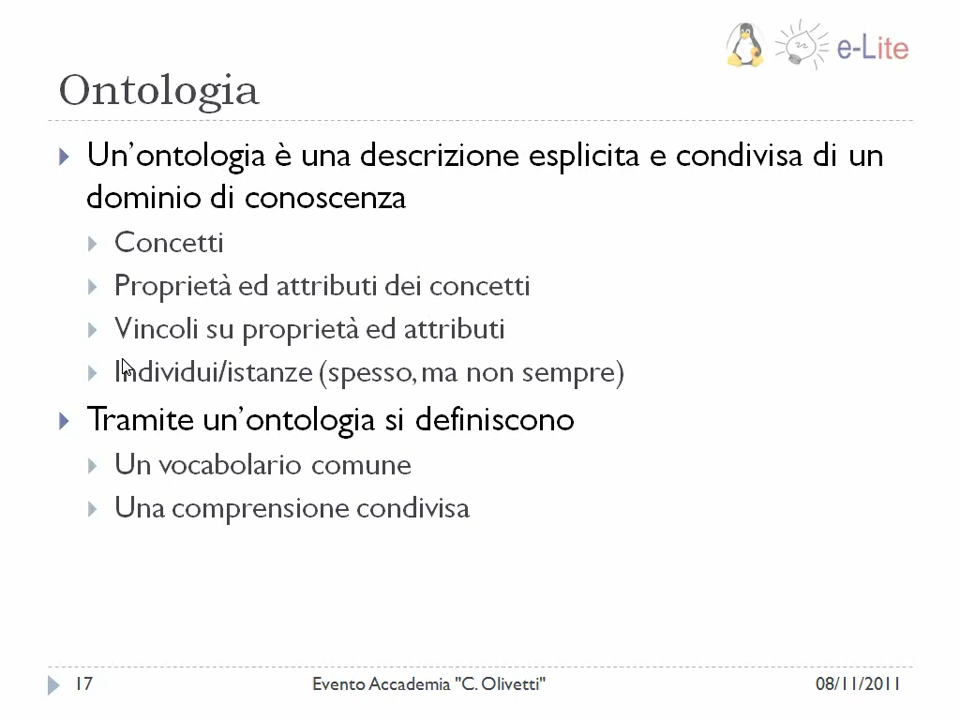 e-Lite
Ontologia
Un'ontologia è una descrizione esplicita e condivisa di un
dominio di conoscenza
Concetti
Proprietà ed attributi dei concetti
Vincoli su proprietà ed attributi
Individui/istanze (spesso, ma non sempre)
Tramite un'ontologia si definiscono
Un vocabolario comune
Una comprensione condivisa
17 Evento Accademia "C. Olivetti" 08/11/2011